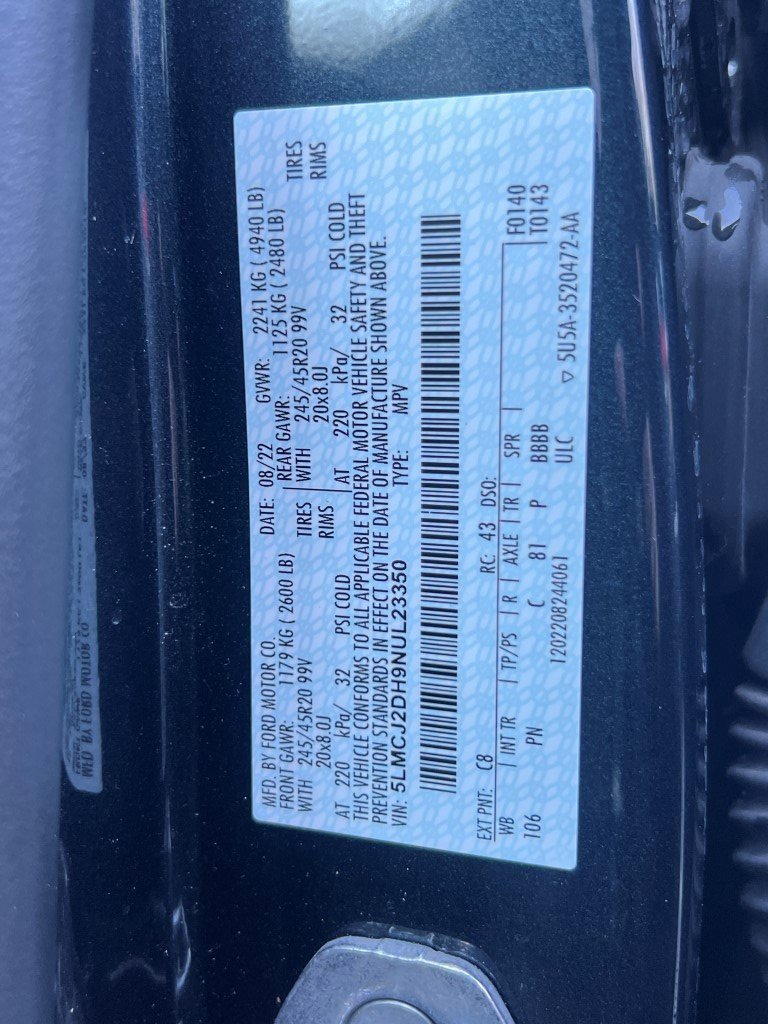 MFD. BY FORD MOTOR CO. DATE: 08/22 GVWR: 2241 KG ( 4940 LB)
FRONT GAWR: 1179 KG ( 2600 LB) REAR GAWR: 1125 KG ( 2480 LB)
WITH 245/45R20 99V TIRES WITH 245/45R20 99V TIRES
20x8.0J RIMS 20x8.0J RIMS
AT 220 kPa/ 32 PSI COLD AT 220 kPa/ 32 PSI COLD
THIS VEHICLE CONFORMS TO ALL APPLICABLE FEDERAL MOTOR VEHICLE SAFETY AND THEFT
PREVENTION STANDARDS IN EFFECT ON THE DATE OF MANUFACTURE SHOWN ABOVE.
VIN: 5LMCJ2DH9NUL23350 TYPE: MPV
EXT PNT: C8 RC: 43 DSO: F0140
WB INT TR TP/PS R AXLE TR SPR T0143
106 PN C 81 P BBBB
1202208244061 ULC ▽ 5U5A-3520472-AA